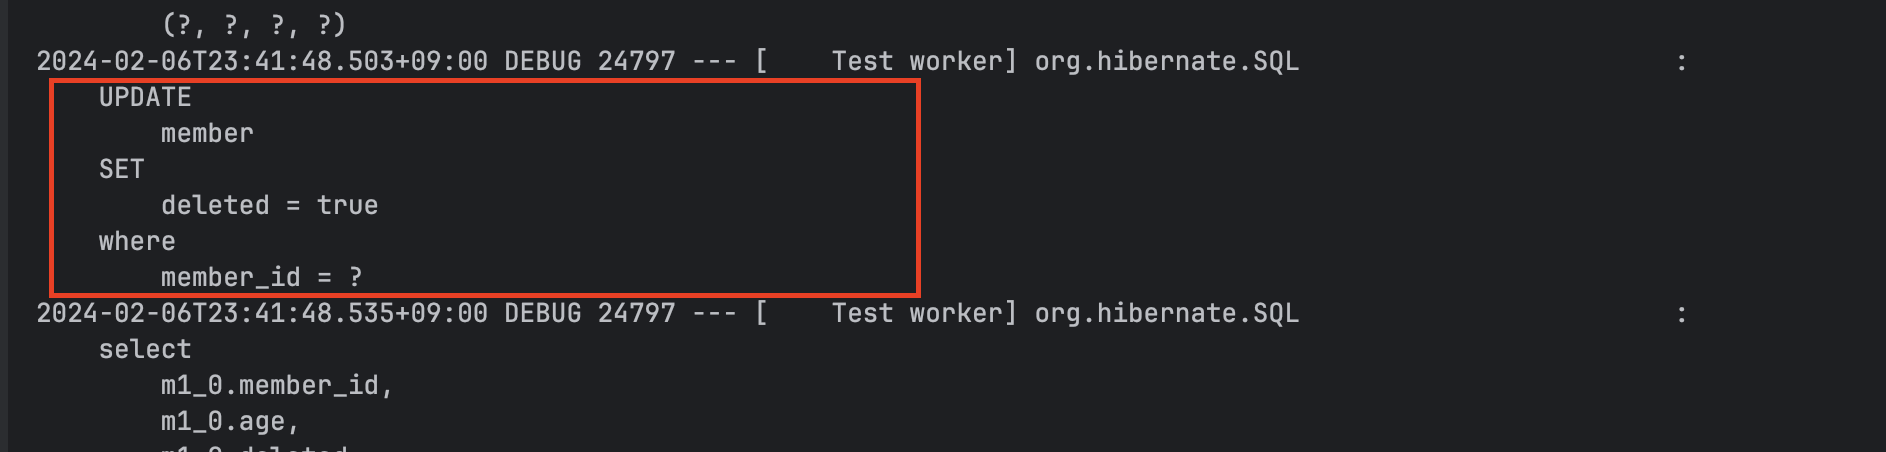 (?, ?, ?, ?)
2024-02-06T23:41:48.503+09:00 DEBUG 24797 --- [    Test worker] org.hibernate.SQL                        :
UPDATE
member
SET
deleted = true
where
member_id = ?
2024-02-06T23:41:48.535+09:00 DEBUG 24797 --- [    Test worker] org.hibernate.SQL                        :
select
m1_0.member_id,
m1_0.age,
m1_0.deleted